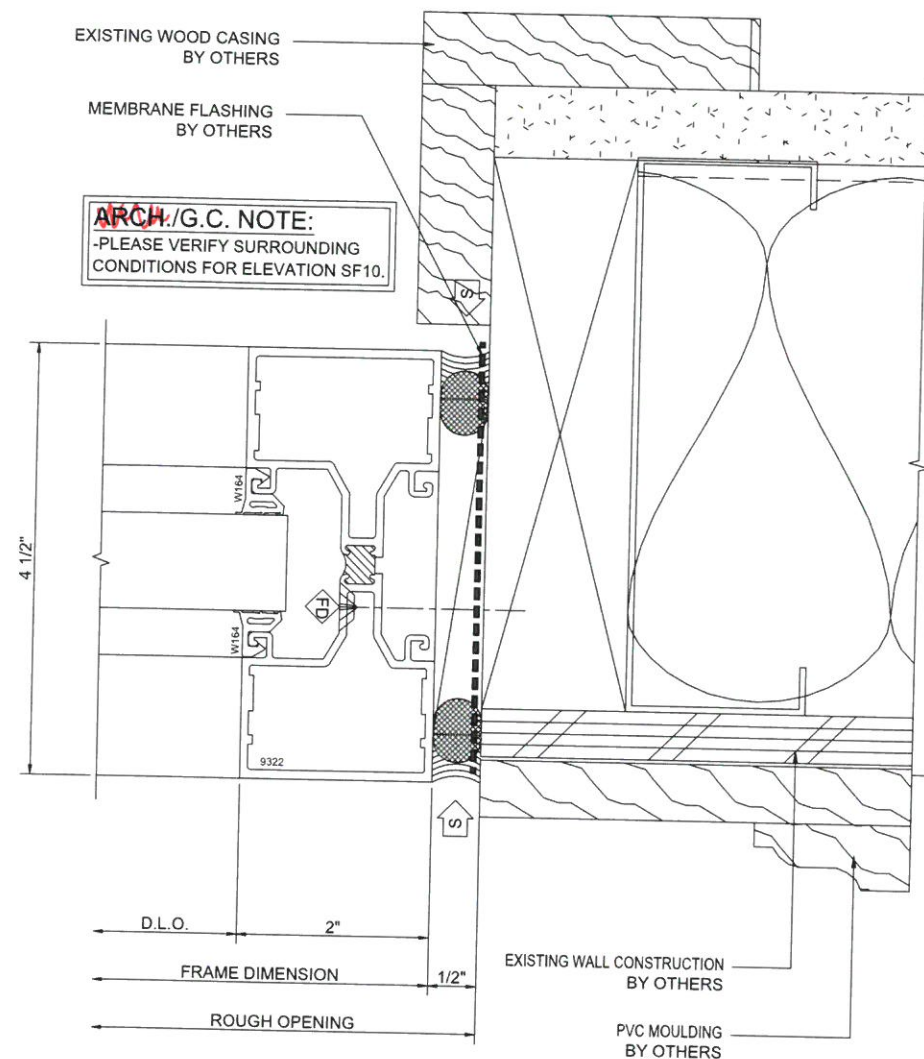 EXISTING WOOD CASING
BY OTHERS
MEMBRANE FLASHING
BY OTHERS
ARCH./G.C. NOTE:
-PLEASE VERIFY SURROUNDING
CONDITIONS FOR ELEVATION SF10.
S
4 1/2"
W164
FD
W164
9322
S
D.L.O.
2"
FRAME DIMENSION
1/2"
ROUGH OPENING
EXISTING WALL CONSTRUCTION
BY OTHERS
PVC MOULDING
BY OTHERS